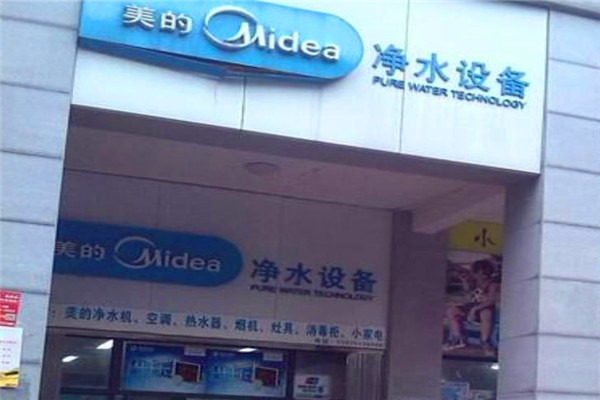 美的 Midea
净水设备
PURE WATER TECHNOLOGY
美的 Midea
净水设备
PURE WATER TECHNOLOGY
小
：美的净水机、空调、热水器、烟机、灶具、消毒柜、小家电